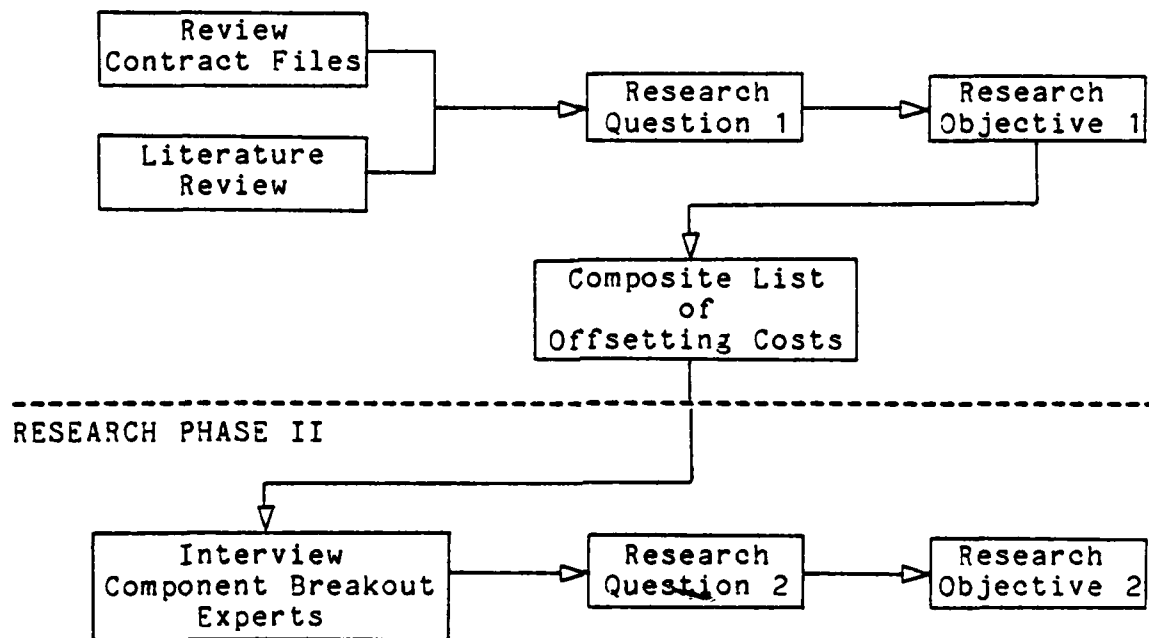 Review
Contract Files
Literature
Review
Research
Question 1
Research
Objective 1
Composite List
of
Offsetting Costs
RESEARCH PHASE II
Interview
Component Breakout
Experts
Research
Question 2
Research
Objective 2